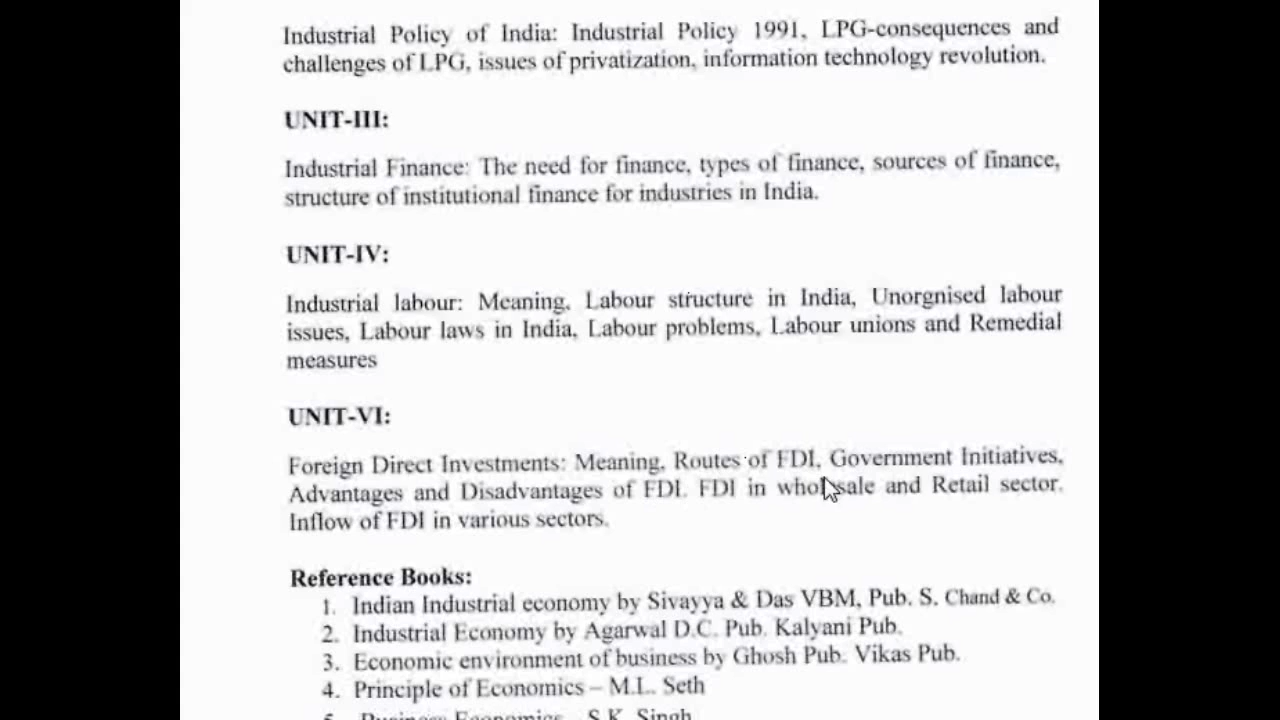 Industrial Policy of India: Industrial Policy 1991, LPG-consequences and
challenges of LPG, issues of privatization, information technology revolution.
UNIT-III:
Industrial Finance: The need for finance, types of finance, sources of finance,
structure of institutional finance for industries in India.
UNIT-IV:
Industrial labour: Meaning, Labour structure in India, Unorgnised labour
issues, Labour laws in India, Labour problems, Labour unions and Remedial
measures
UNIT-VI:
Foreign Direct Investments: Meaning, Routes of FDI, Government Initiatives,
Advantages and Disadvantages of FDI. FDI in wholesale and Retail sector.
Inflow of FDI in various sectors.
Reference Books:
1. Indian Industrial economy by Sivayya & Das VBM, Pub. S. Chand & Co.
2. Industrial Economy by Agarwal D.C. Pub. Kalyani Pub.
3. Economic environment of business by Ghosh Pub. Vikas Pub.
4. Principle of Economics – M.L. Seth
5. Business Economics – S.K. Singh